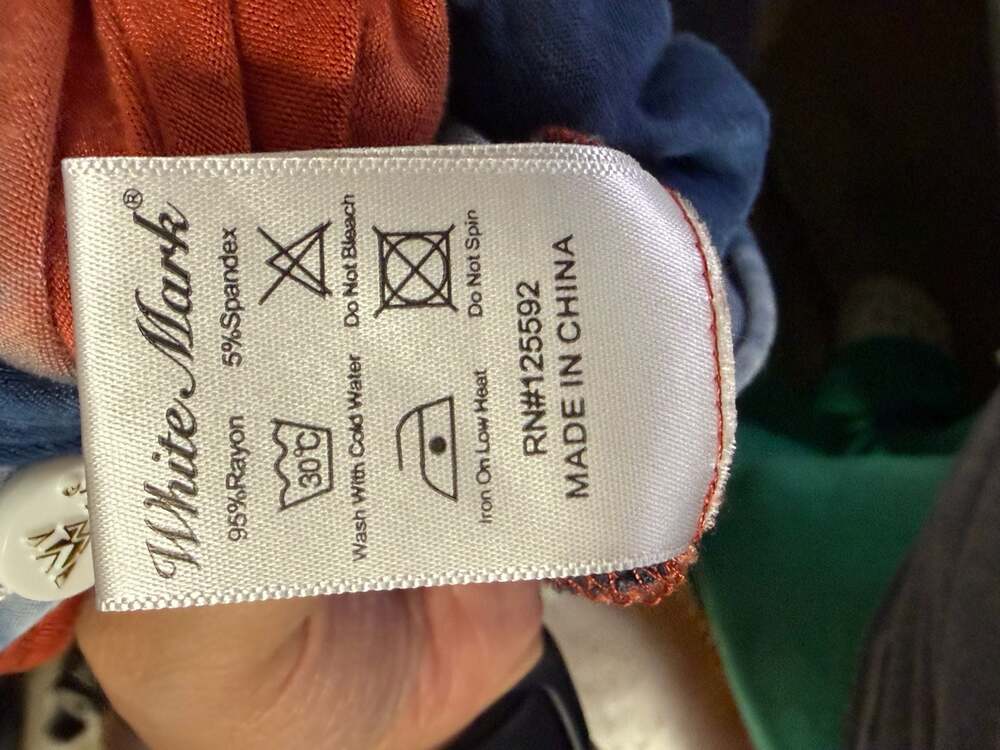 White Mark®
95%Rayon 5%Spandex
30°C
Wash With Cold Water Do Not Bleach
Iron On Low Heat Do Not Spin
RN#125592
MADE IN CHINA